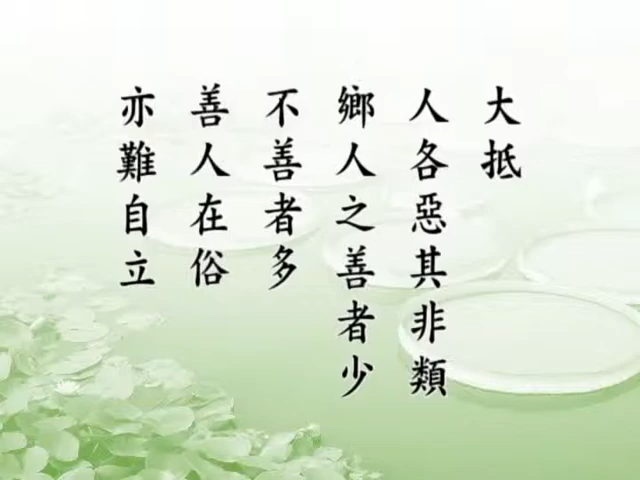 大抵
人各惡其非類
鄉人之善者少
不善者多
善人在俗
亦難自立